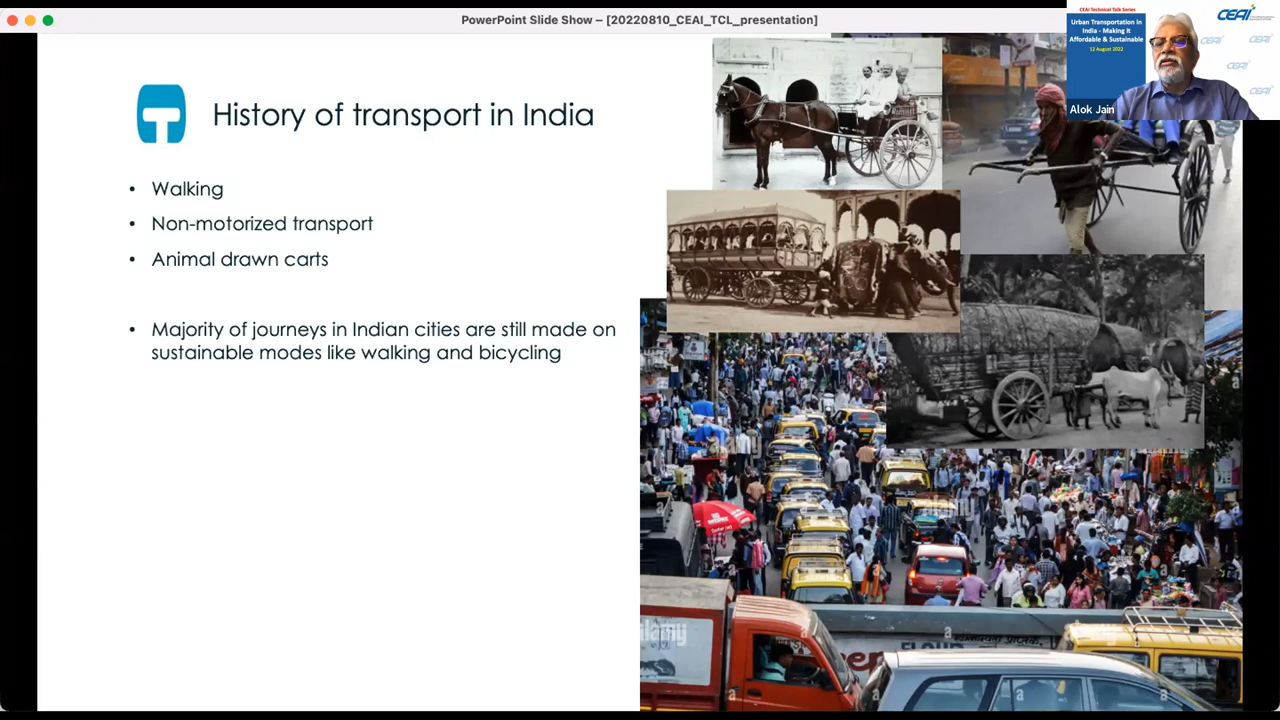 PowerPoint Slide Show – [20220810_CEAI_TCL_presentation]
CEAI Technical Talk Series
Urban Transportation in
India - Making it
Affordable & Sustainable
12 August 2022
CEAI
Alok Jain
History of transport in India
• Walking
• Non-motorized transport
• Animal drawn carts
• Majority of journeys in Indian cities are still made on
sustainable modes like walking and bicycling
alamy
alamy